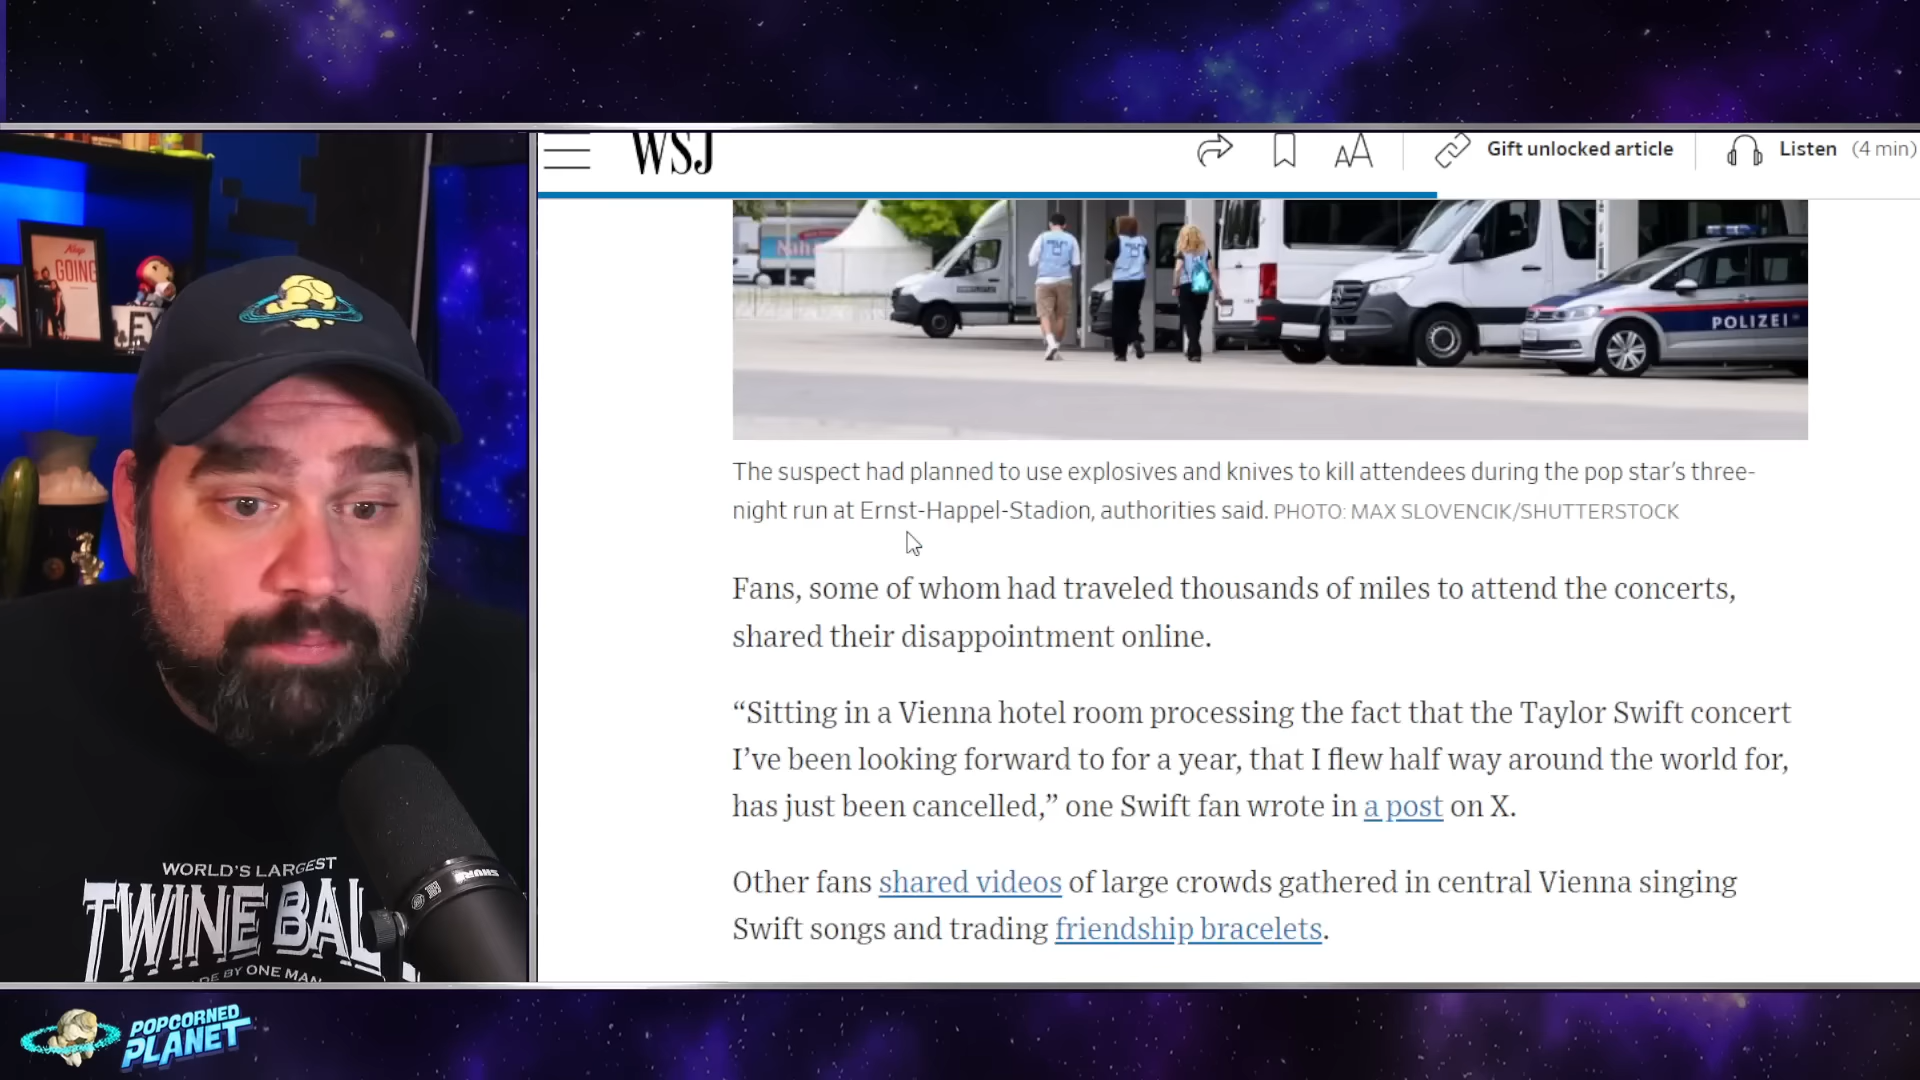 WSJ
Gift unlocked article
Listen (4 min)
POLIZEI
The suspect had planned to use explosives and knives to kill attendees during the pop star’s three-
night run at Ernst-Happel-Stadion, authorities said. PHOTO: MAX SLOVENCIK/SHUTTERSTOCK
Fans, some of whom had traveled thousands of miles to attend the concerts,
shared their disappointment online.
“Sitting in a Vienna hotel room processing the fact that the Taylor Swift concert
I’ve been looking forward to for a year, that I flew half way around the world for,
has just been cancelled,” one Swift fan wrote in a post on X.
Other fans shared videos of large crowds gathered in central Vienna singing
Swift songs and trading friendship bracelets.
GOING
WORLD'S LARGEST
TWINE BAL
DE BY ONE MAN
SHURE
POPCORNED
PLANET